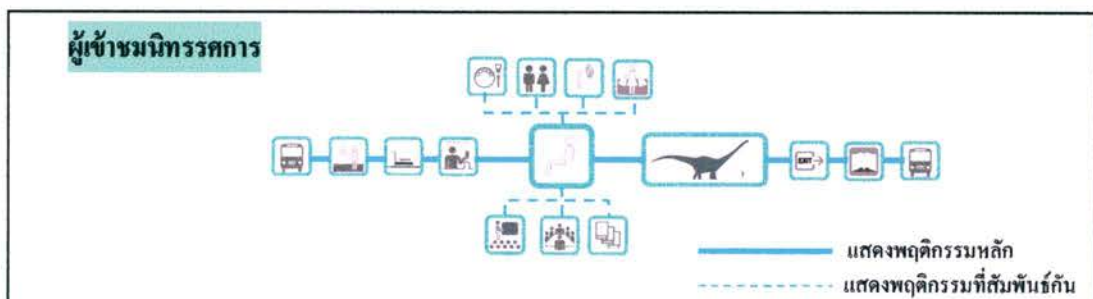 ผู้เข้าชมนิทรรศการ
EXIT
แสดงพฤติกรรมหลัก
แสดงพฤติกรรมที่สัมพันธ์กัน